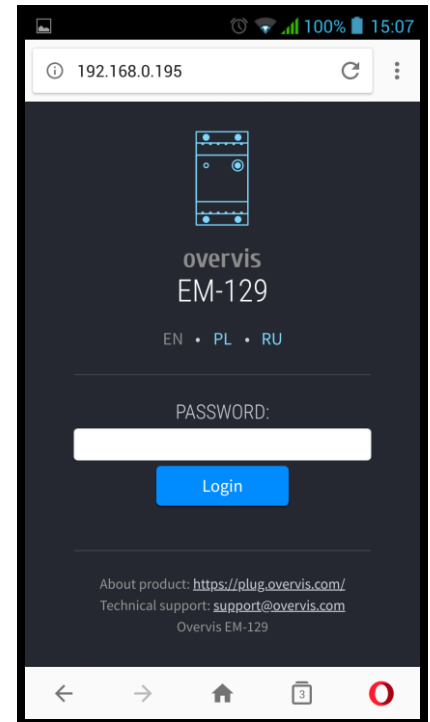 100% 15:07
192.168.0.195
overvis
EM-129
EN • PL • RU
PASSWORD:
Login
About product: https://plug.overvis.com/
Technical support: support@overvis.com
Overvis EM-129
3